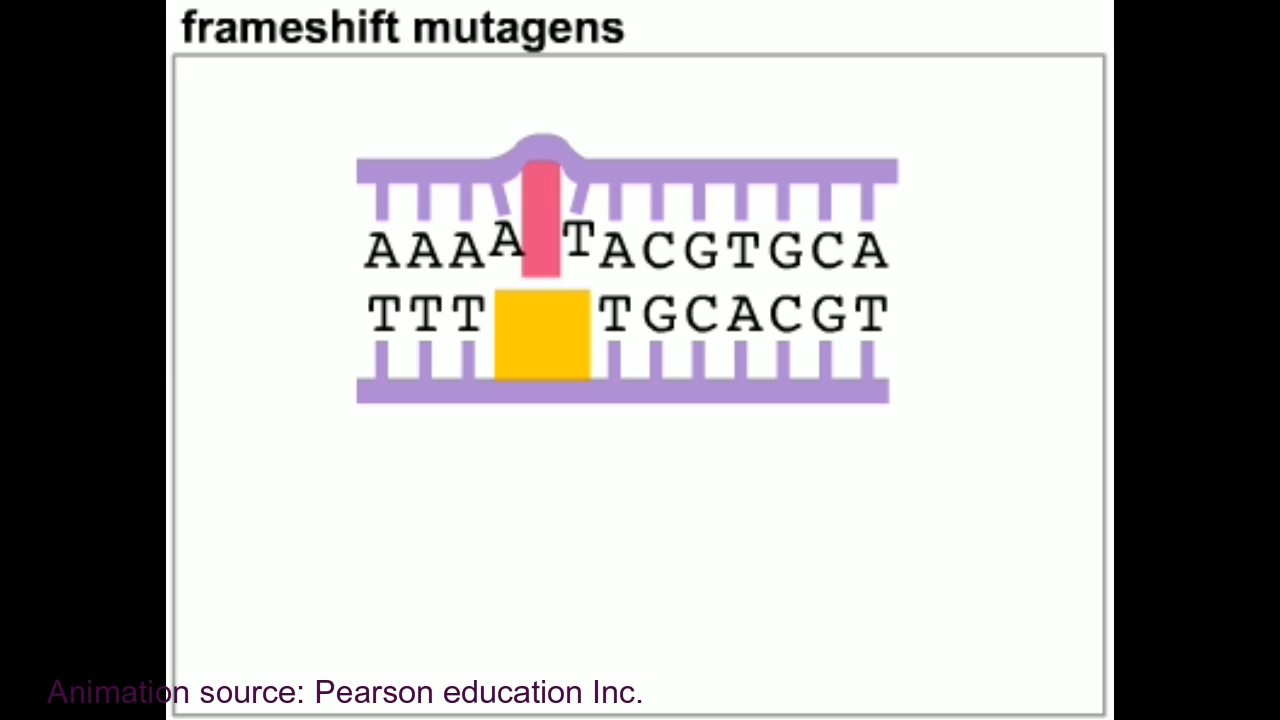 frameshift mutagens
AAAA TACGTGCA
TTT TGCACGT
Animation source: Pearson education Inc.